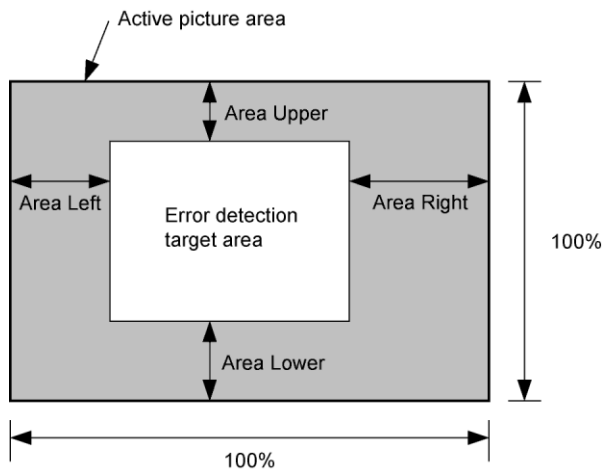 Active picture area
Area Upper
Area Left
Area Right
Error detection
target area
100%
Area Lower
100%